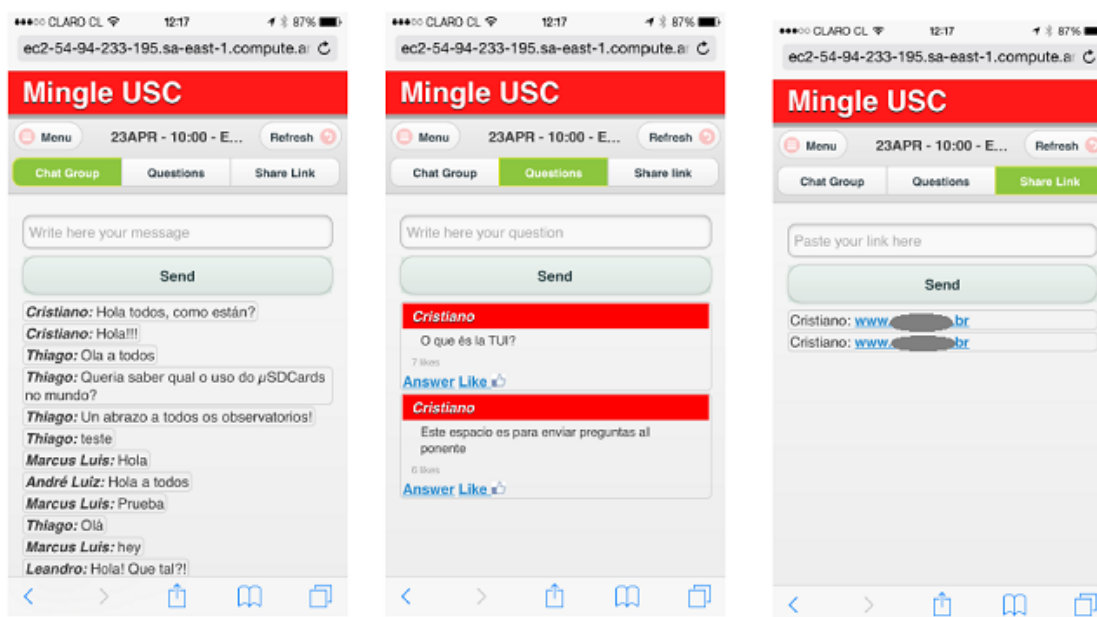 ●●●○○ CLARO CL 12:17 87%
ec2-54-94-233-195.sa-east-1.compute.a
Mingle USC
Menu 23APR - 10:00 - E... Refresh
Chat Group Questions Share Link
Write here your message
Send
Cristiano: Hola todos, como están?
Cristiano: Hola!!!
Thiago: Ola a todos
Thiago: Queria saber qual o uso do µSDCards
no mundo?
Thiago: Un abrazo a todos os observatorios!
Thiago: teste
Marcus Luis: Hola
André Luiz: Hola a todos
Marcus Luis: Prueba
Thiago: Olá
Marcus Luis: hey
Leandro: Hola! Que tal?!
●●●○○ CLARO CL 12:17 87%
ec2-54-94-233-195.sa-east-1.compute.a
Mingle USC
Menu 23APR - 10:00 - E... Refresh
Chat Group Questions Share link
Write here your question
Send
Cristiano
O que és la TUI?
7 likes
Answer Like
Cristiano
Este espacio es para enviar preguntas al
ponente
6 likes
Answer Like
●●●○○ CLARO CL 12:17 87%
ec2-54-94-233-195.sa-east-1.compute.a
Mingle USC
Menu 23APR - 10:00 - E... Refresh
Chat Group Questions Share Link
Paste your link here
Send
Cristiano: www. .br
Cristiano: www. br